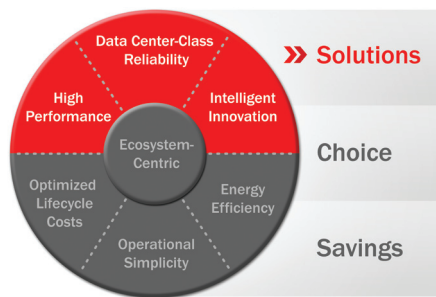 Data Center-Class
Reliability
High
Performance
Intelligent
Innovation
Ecosystem-
Centric
Optimized
Lifecycle
Costs
Energy
Efficiency
Operational
Simplicity
Solutions
Choice
Savings